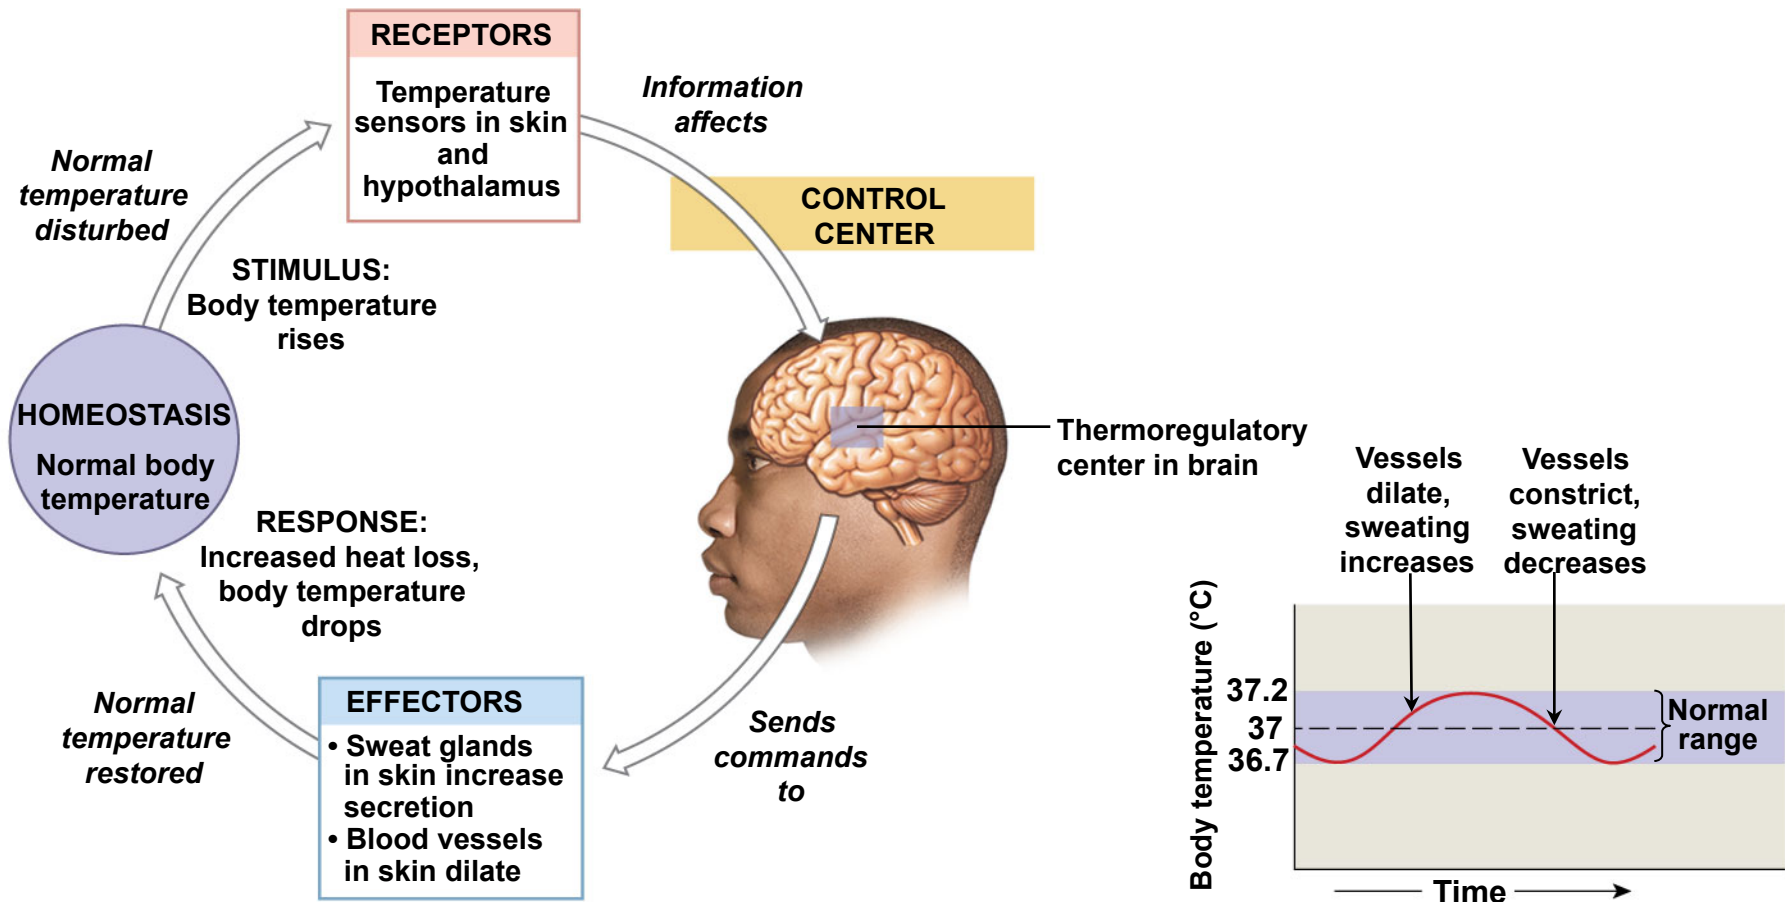 RECEPTORS
Temperature
sensors in skin
and
hypothalamus
Information
affects
CONTROL
CENTER
Normal
temperature
disturbed
STIMULUS:
Body temperature
rises
HOMEOSTASIS
Normal body
temperature
Thermoregulatory
center in brain
RESPONSE:
Increased heat loss,
body temperature
drops
Normal
temperature
restored
EFFECTORS
• Sweat glands
in skin increase
secretion
• Blood vessels
in skin dilate
Sends
commands
to
Vessels
dilate,
sweating
increases
Vessels
constrict,
sweating
decreases
Body temperature (°C)
37.2
37
36.7
Normal
range
Time